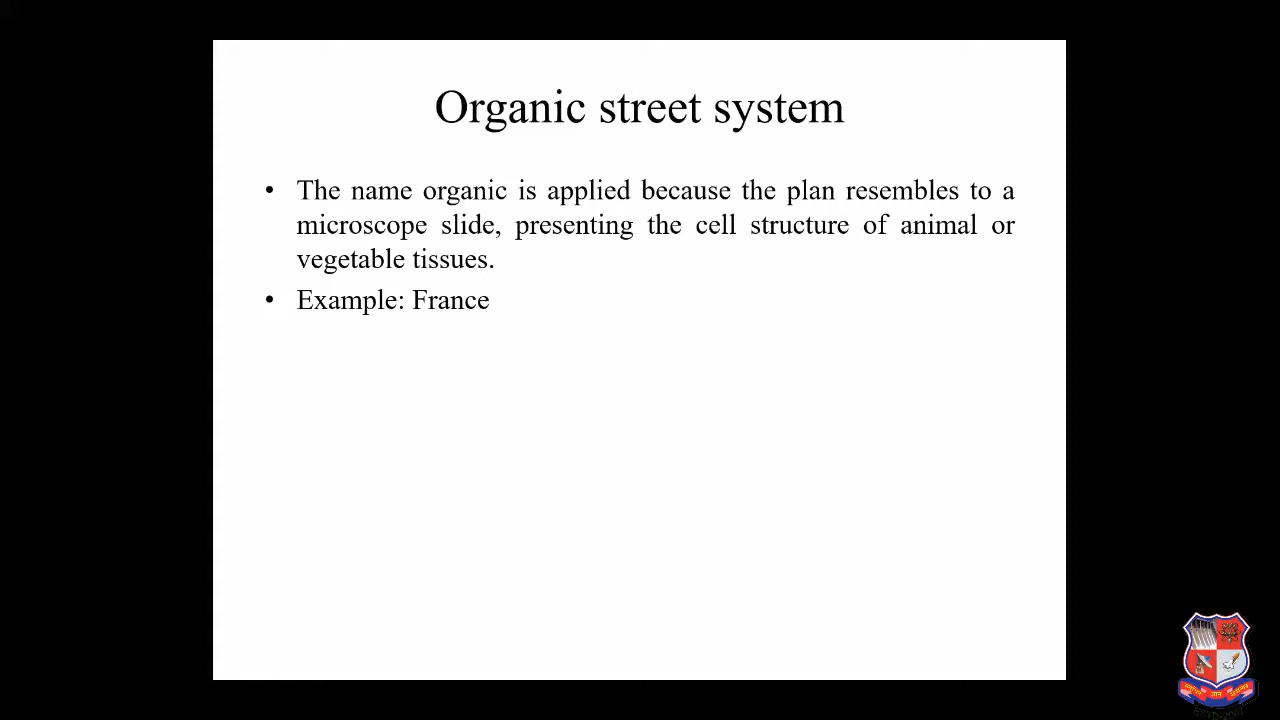 Organic street system
• The name organic is applied because the plan resembles to a
microscope slide, presenting the cell structure of animal or
vegetable tissues.
• Example: France